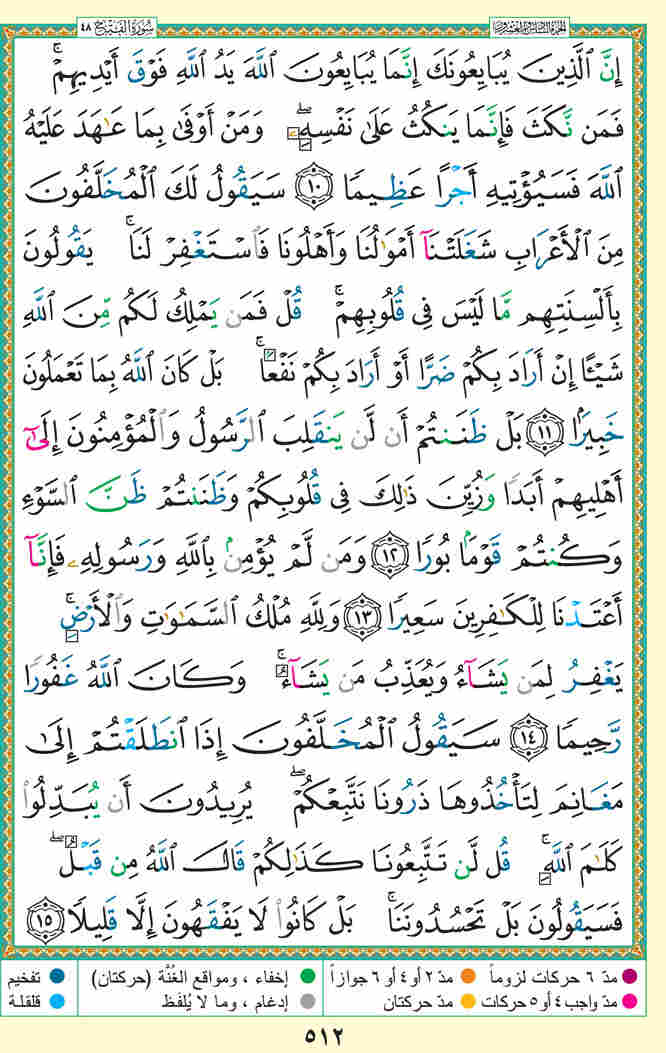 الجزء السادس والعشرون
سُورَةُ الفَتْحِ ٤٨
إِنَّ ٱلَّذِينَ يُبَايِعُونَكَ إِنَّمَا يُبَايِعُونَ ٱللَّهَ يَدُ ٱللَّهِ فَوْقَ أَيْدِيهِمْۚ
فَمَن نَّكَثَ فَإِنَّمَا يَنكُثُ عَلَىٰ نَفْسِهِۦۖ وَمَنْ أَوْفَىٰ بِمَا عَـٰهَدَ عَلَيْهُ
ٱللَّهَ فَسَيُؤْتِيهِ أَجْرًا عَظِيمًا ١٠ سَيَقُولُ لَكَ ٱلْمُخَلَّفُونَ
مِنَ ٱلْأَعْرَابِ شَغَلَتْنَآ أَمْوَٰلُنَا وَأَهْلُونَا فَٱسْتَغْفِرْ لَنَاۚ يَقُولُونَ
بِأَلْسِنَتِهِم مَّا لَيْسَ فِى قُلُوبِهِمْۚ قُلْ فَمَن يَمْلِكُ لَكُم مِّنَ ٱللَّهِ
شَيْـًٔا إِنْ أَرَادَ بِكُمْ ضَرًّا أَوْ أَرَادَ بِكُمْ نَفْعًاۚ بَلْ كَانَ ٱللَّهُ بِمَا تَعْمَلُونَ
خَبِيرًۢا ١١ بَلْ ظَنَنتُمْ أَن لَّن يَنقَلِبَ ٱلرَّسُولُ وَٱلْمُؤْمِنُونَ إِلَىٰٓ
أَهْلِيهِمْ أَبَدًا وَزُيِّنَ ذَٰلِكَ فِى قُلُوبِكُمْ وَظَنَنتُمْ ظَنَّ ٱلسَّوْءِ
وَكُنتُمْ قَوْمًۢا بُورًا ١٢ وَمَن لَّمْ يُؤْمِنۢ بِٱللَّهِ وَرَسُولِهِۦ فَإِنَّآ
أَعْتَدْنَا لِلْكَـٰفِرِينَ سَعِيرًا ١٣ وَلِلَّهِ مُلْكُ ٱلسَّمَـٰوَٰتِ وَٱلْأَرْضِۚ
يَغْفِرُ لِمَن يَشَآءُ وَيُعَذِّبُ مَن يَشَآءُۚ وَكَانَ ٱللَّهُ غَفُورًا
رَّحِيمًا ١٤ سَيَقُولُ ٱلْمُخَلَّفُونَ إِذَا ٱنطَلَقْتُمْ إِلَىٰ
مَغَانِمَ لِتَأْخُذُوهَا ذَرُونَا نَتَّبِعْكُمْۖ يُرِيدُونَ أَن يُبَدِّلُوا۟
كَلَـٰمَ ٱللَّهِۚ قُل لَّن تَتَّبِعُونَا كَذَٰلِكُمْ قَالَ ٱللَّهُ مِن قَبْلُۖ
فَسَيَقُولُونَ بَلْ تَحْسُدُونَنَاۚ بَلْ كَانُوا۟ لَا يَفْقَهُونَ إِلَّا قَلِيلًا ١٥
مدّ ٦ حركات لزوماً مدّ ٢ أو ٤ أو ٦ جوازاً إخفاء ، ومواقع الغُنَّة (حركتان) تفخيم
مدّ واجب ٤ أو ٥ حركات مدّ حركتان إدغام ، وما لا يُلفَظ قلقلة
٥١٢